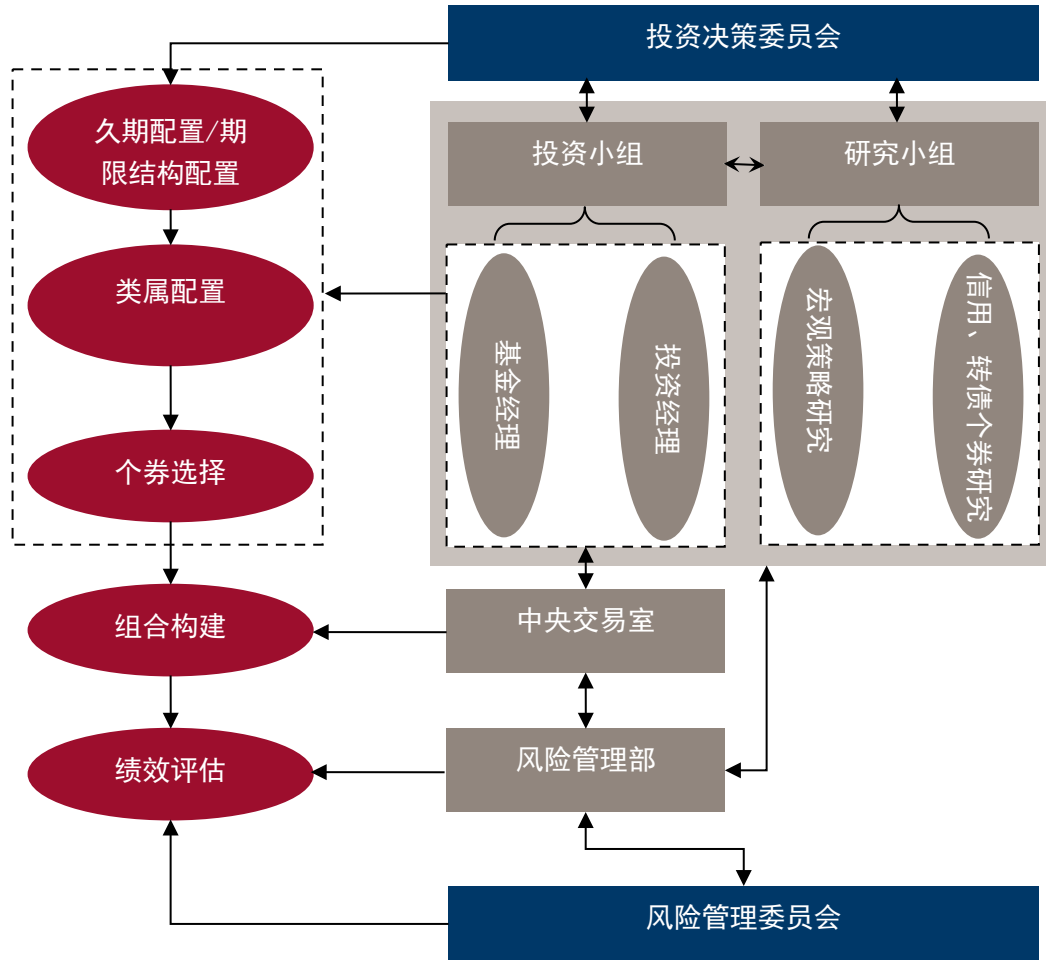 投资决策委员会
久期配置/期
限结构配置
投资小组
研究小组
类属配置
基金经理
投资经理
宏观策略研究
信用、转债个券研究
个券选择
组合构建
中央交易室
绩效评估
风险管理部
风险管理委员会